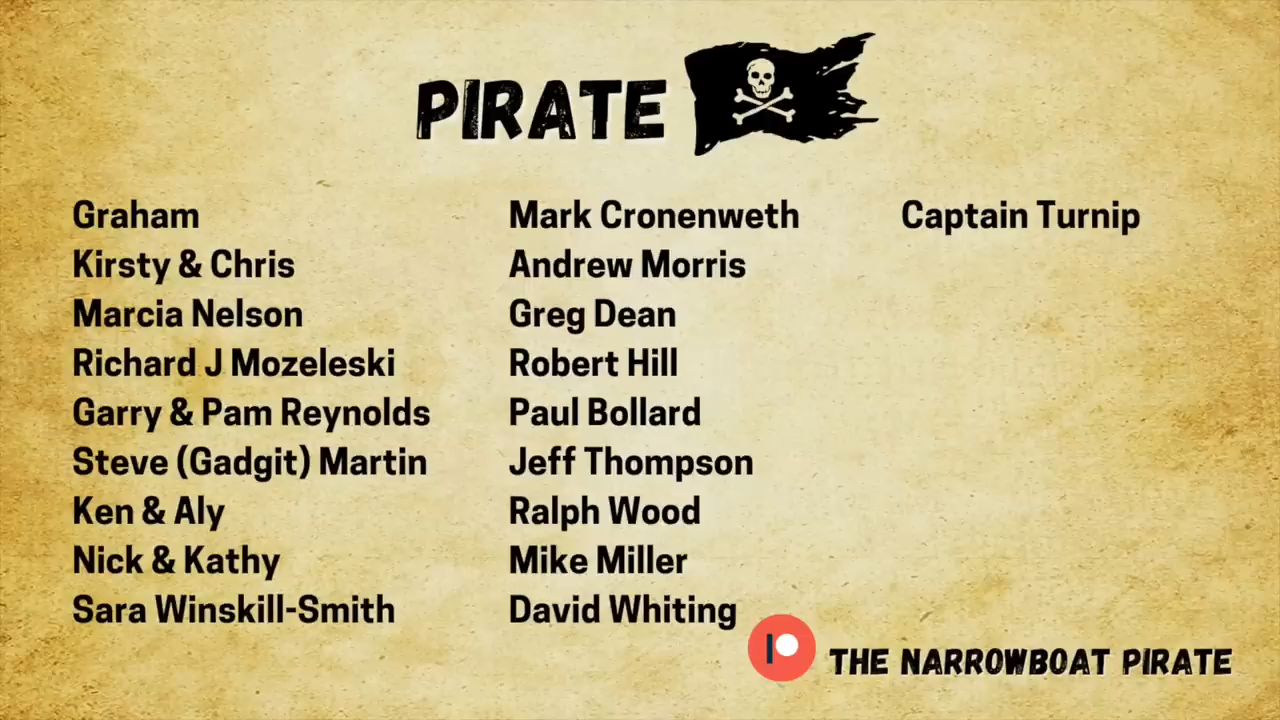 PIRATE
Graham
Kirsty & Chris
Marcia Nelson
Richard J Mozeleski
Garry & Pam Reynolds
Steve (Gadgit) Martin
Ken & Aly
Nick & Kathy
Sara Winskill-Smith
Mark Cronenweth
Andrew Morris
Greg Dean
Robert Hill
Paul Bollard
Jeff Thompson
Ralph Wood
Mike Miller
David Whiting
Captain Turnip
THE NARROWBOAT PIRATE